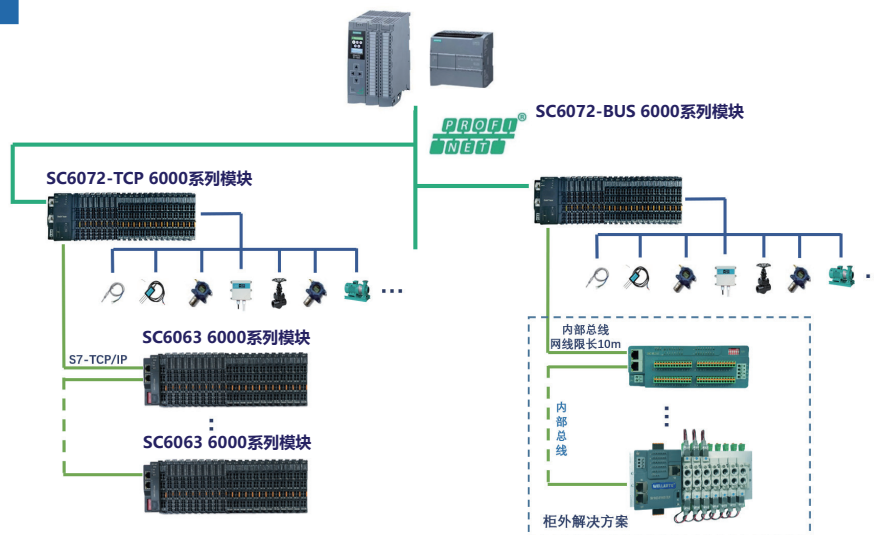 SC6072-BUS 6000系列模块
PROFI
NET
®
SC6072-TCP 6000系列模块
SC6063 6000系列模块
S7-TCP/IP
SC6063 6000系列模块
内部总线
网线限长10m
内
部
总
线
柜外解决方案